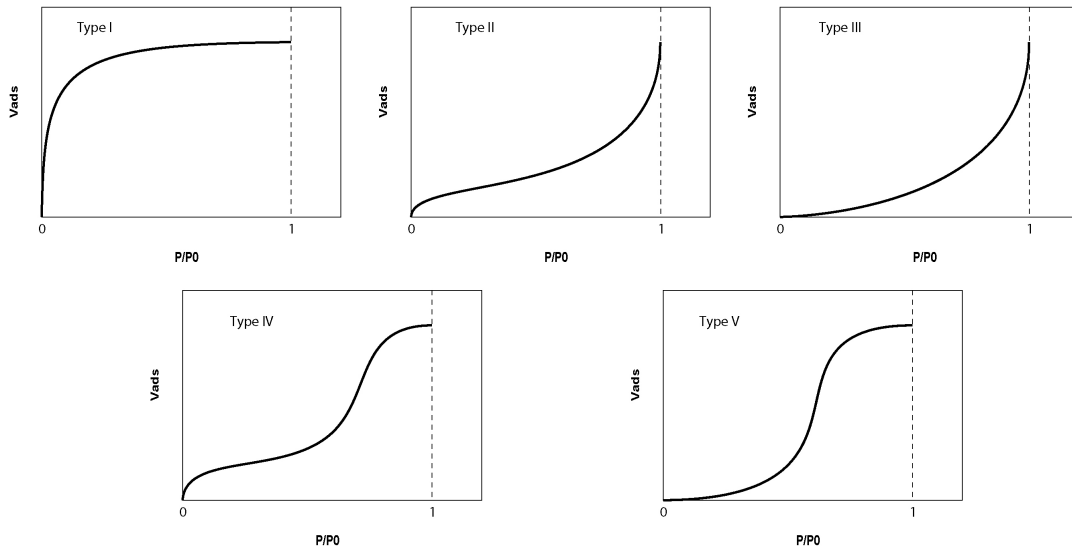 Type I
Vads
0
1
P/P0
Type II
Vads
0
1
P/P0
Type III
Vads
0
1
P/P0
Type IV
Vads
0
1
P/P0
Type V
Vads
0
1
P/P0